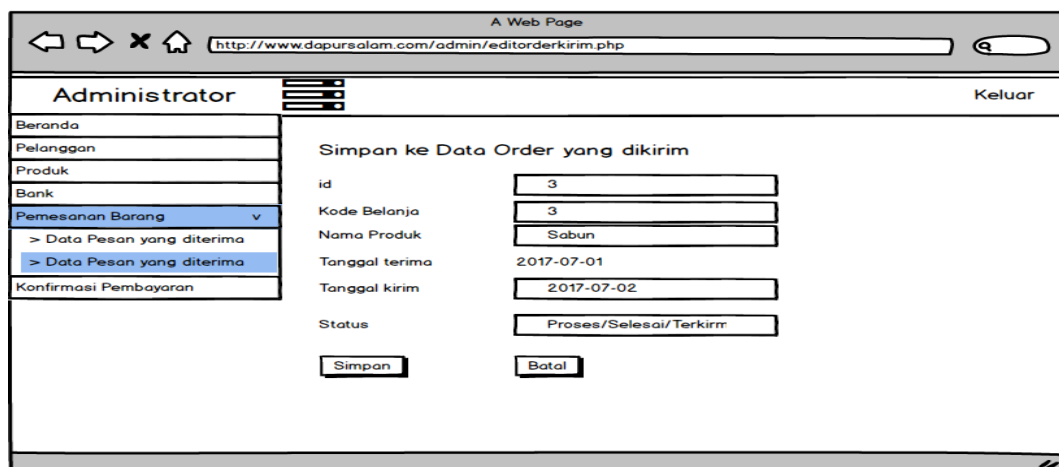 A Web Page
http://www.dapursalam.com/admin/editorderkirim.php
Administrator
Keluar
Beranda
Pelanggan
Produk
Bank
Pemesanan Barang v
> Data Pesan yang diterima
> Data Pesan yang diterima
Konfirmasi Pembayaran
Simpan ke Data Order yang dikirim
id 3
Kode Belanja 3
Nama Produk Sabun
Tanggal terima 2017-07-01
Tanggal kirim 2017-07-02
Status Proses/Selesai/Terkirm
Simpan Batal